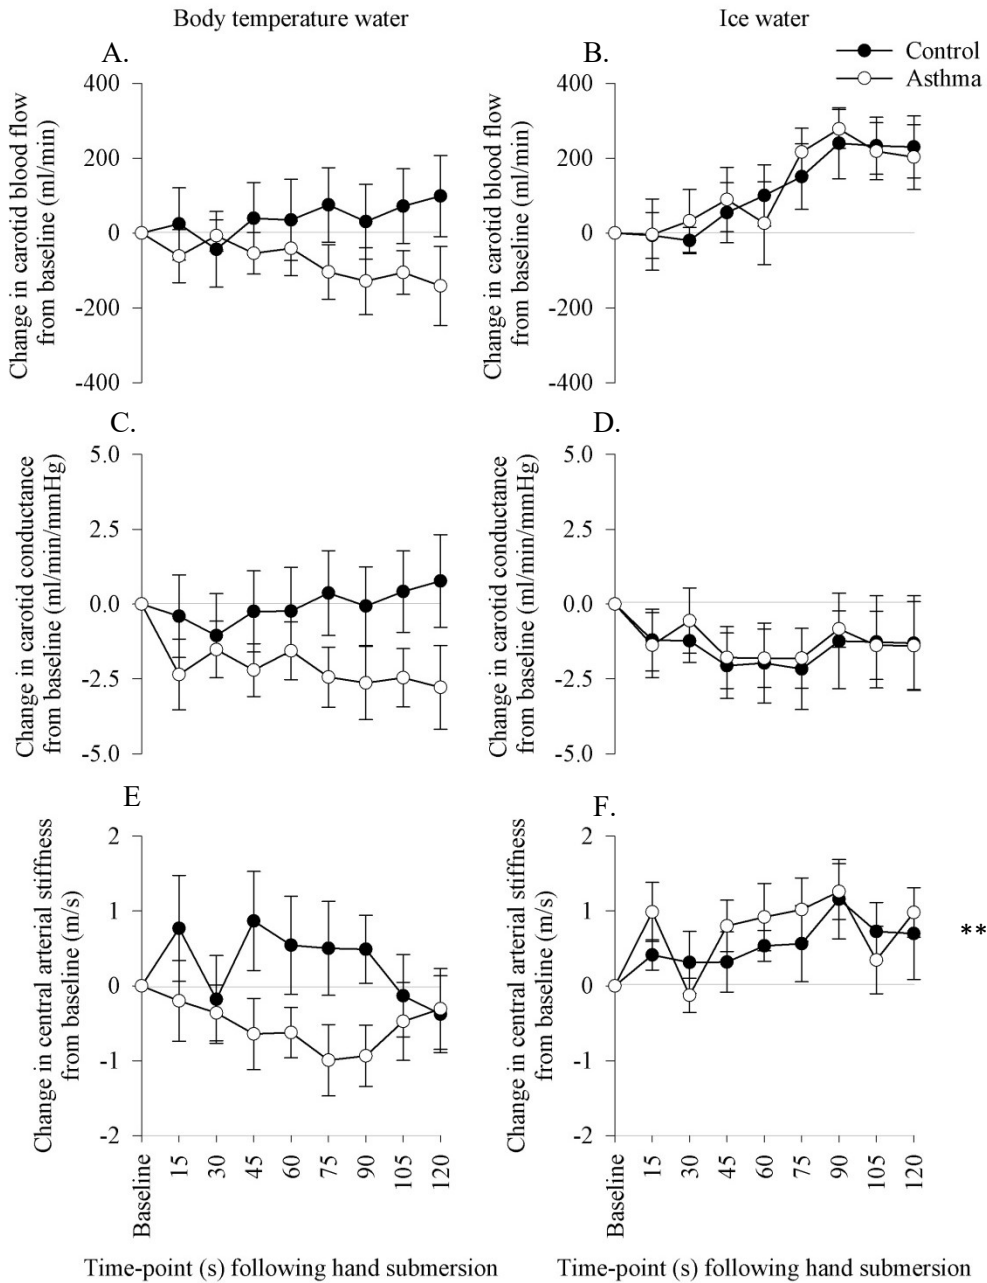 Body temperature water
Ice water
Control
Asthma
A.
B.
Change in carotid blood flow
from baseline (ml/min)
400
200
0
-200
-400
Change in carotid blood flow
from baseline (ml/min)
400
200
0
-200
-400
C.
D.
Change in carotid conductance
from baseline (ml/min/mmHg)
5.0
2.5
0.0
-2.5
-5.0
Change in carotid conductance
from baseline (ml/min/mmHg)
5.0
2.5
0.0
-2.5
-5.0
E
F.
Change in central arterial stiffness
from baseline (m/s)
2
1
0
-1
-2
Change in central arterial stiffness
from baseline (m/s)
2
1
0
-1
-2
**
Baseline
15
30
45
60
75
90
105
120
Baseline
15
30
45
60
75
90
105
120
Time-point (s) following hand submersion
Time-point (s) following hand submersion